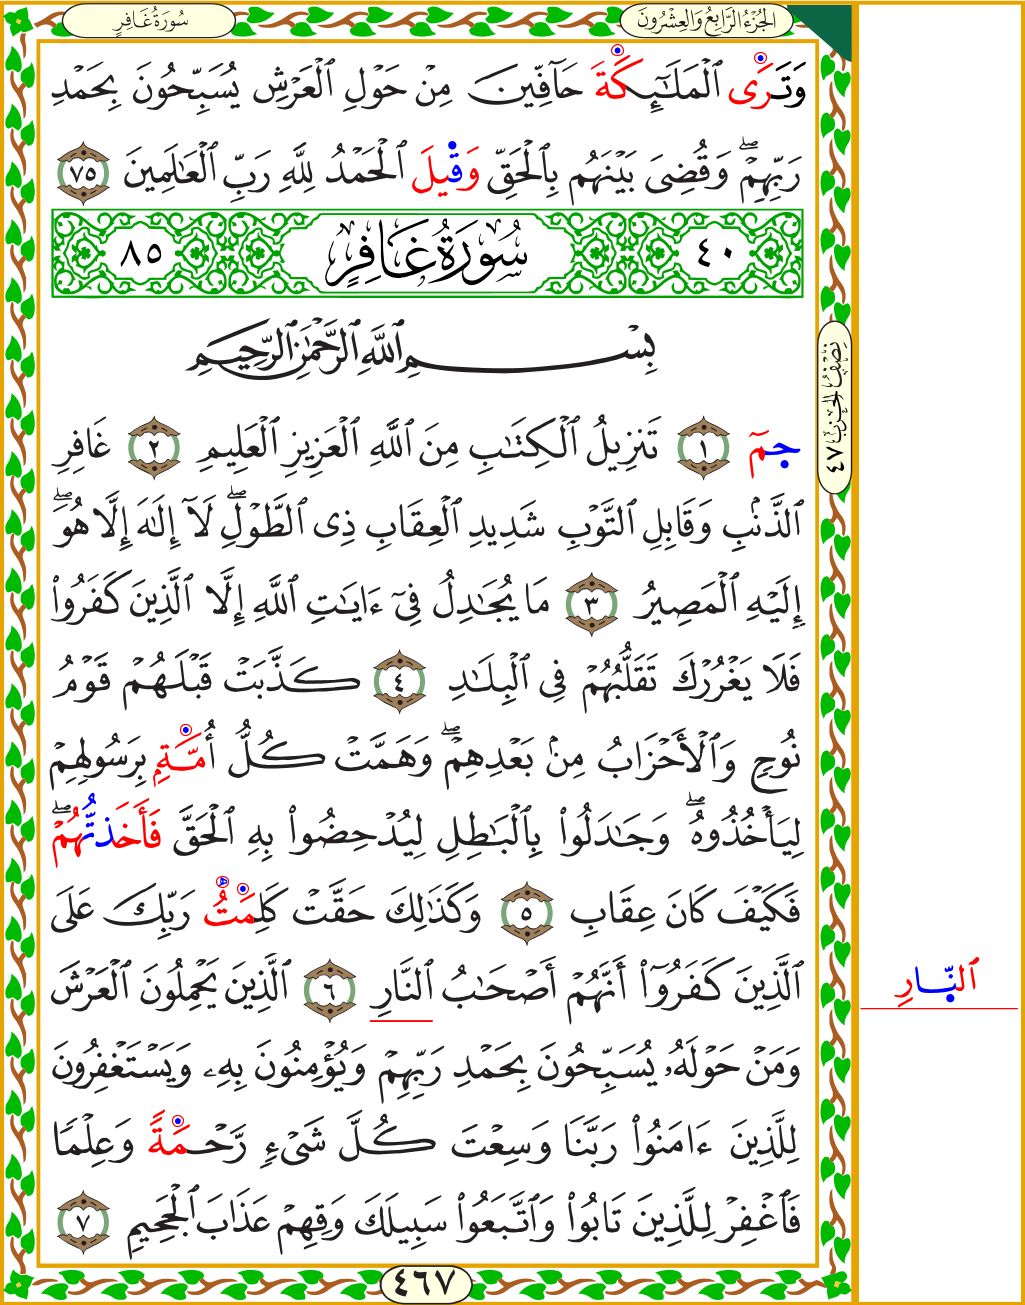 سُورَةُ غَافِرٍ
الجُزْءُ الرَّابِعُ وَالعِشْرُونَ
وَتَرَى ٱلْمَلَٰٓئِكَةَ حَآفِّينَ مِنْ حَوْلِ ٱلْعَرْشِ يُسَبِّحُونَ بِحَمْدِ
رَبِّهِمْۖ وَقُضِىَ بَيْنَهُم بِٱلْحَقِّ وَقِيلَ ٱلْحَمْدُ لِلَّهِ رَبِّ ٱلْعَٰلَمِينَ ٧٥
٤٠ سُورَةُ غَافِرٍ ٨٥
بِسْمِ ٱللَّهِ ٱلرَّحْمَٰنِ ٱلرَّحِيمِ
حمٓ ١ تَنزِيلُ ٱلْكِتَٰبِ مِنَ ٱللَّهِ ٱلْعَزِيزِ ٱلْعَلِيمِ ٢ غَافِرِ
ٱلذَّنۢبِ وَقَابِلِ ٱلتَّوْبِ شَدِيدِ ٱلْعِقَابِ ذِى ٱلطَّوْلِۖ لَآ إِلَٰهَ إِلَّا هُوَۖ
إِلَيْهِ ٱلْمَصِيرُ ٣ مَا يُجَٰدِلُ فِىٓ ءَايَٰتِ ٱللَّهِ إِلَّا ٱلَّذِينَ كَفَرُوا۟
فَلَا يَغْرُرْكَ تَقَلُّبُهُمْ فِى ٱلْبِلَٰدِ ٤ كَذَّبَتْ قَبْلَهُمْ قَوْمُ
نُوحٍ وَٱلْأَحْزَابُ مِنۢ بَعْدِهِمْۖ وَهَمَّتْ كُلُّ أُمَّةٍۭ بِرَسُولِهِمْ
لِيَأْخُذُوهُۖ وَجَٰدَلُوا۟ بِٱلْبَٰطِلِ لِيُدْحِضُوا۟ بِهِ ٱلْحَقَّ فَأَخَذتُّهُمْۖ
فَكَيْفَ كَانَ عِقَابِ ٥ وَكَذَٰلِكَ حَقَّتْ كَلِمَتُ رَبِّكَ عَلَى
ٱلَّذِينَ كَفَرُوٓا۟ أَنَّهُمْ أَصْحَٰبُ ٱلنَّارِ ٦ ٱلَّذِينَ يَحْمِلُونَ ٱلْعَرْشَ
وَمَنْ حَوْلَهُۥ يُسَبِّحُونَ بِحَمْدِ رَبِّهِمْ وَيُؤْمِنُونَ بِهِۦ وَيَسْتَغْفِرُونَ
لِلَّذِينَ ءَامَنُوا۟ رَبَّنَا وَسِعْتَ كُلَّ شَىْءٍ رَّحْمَةً وَعِلْمًا
فَٱغْفِرْ لِلَّذِينَ تَابُوا۟ وَٱتَّبَعُوا۟ سَبِيلَكَ وَقِهِمْ عَذَابَ ٱلْجَحِيمِ ٧
٤٦٧
نِصْفُ الحِزْبِ ٤٧
ٱلنَّارِ